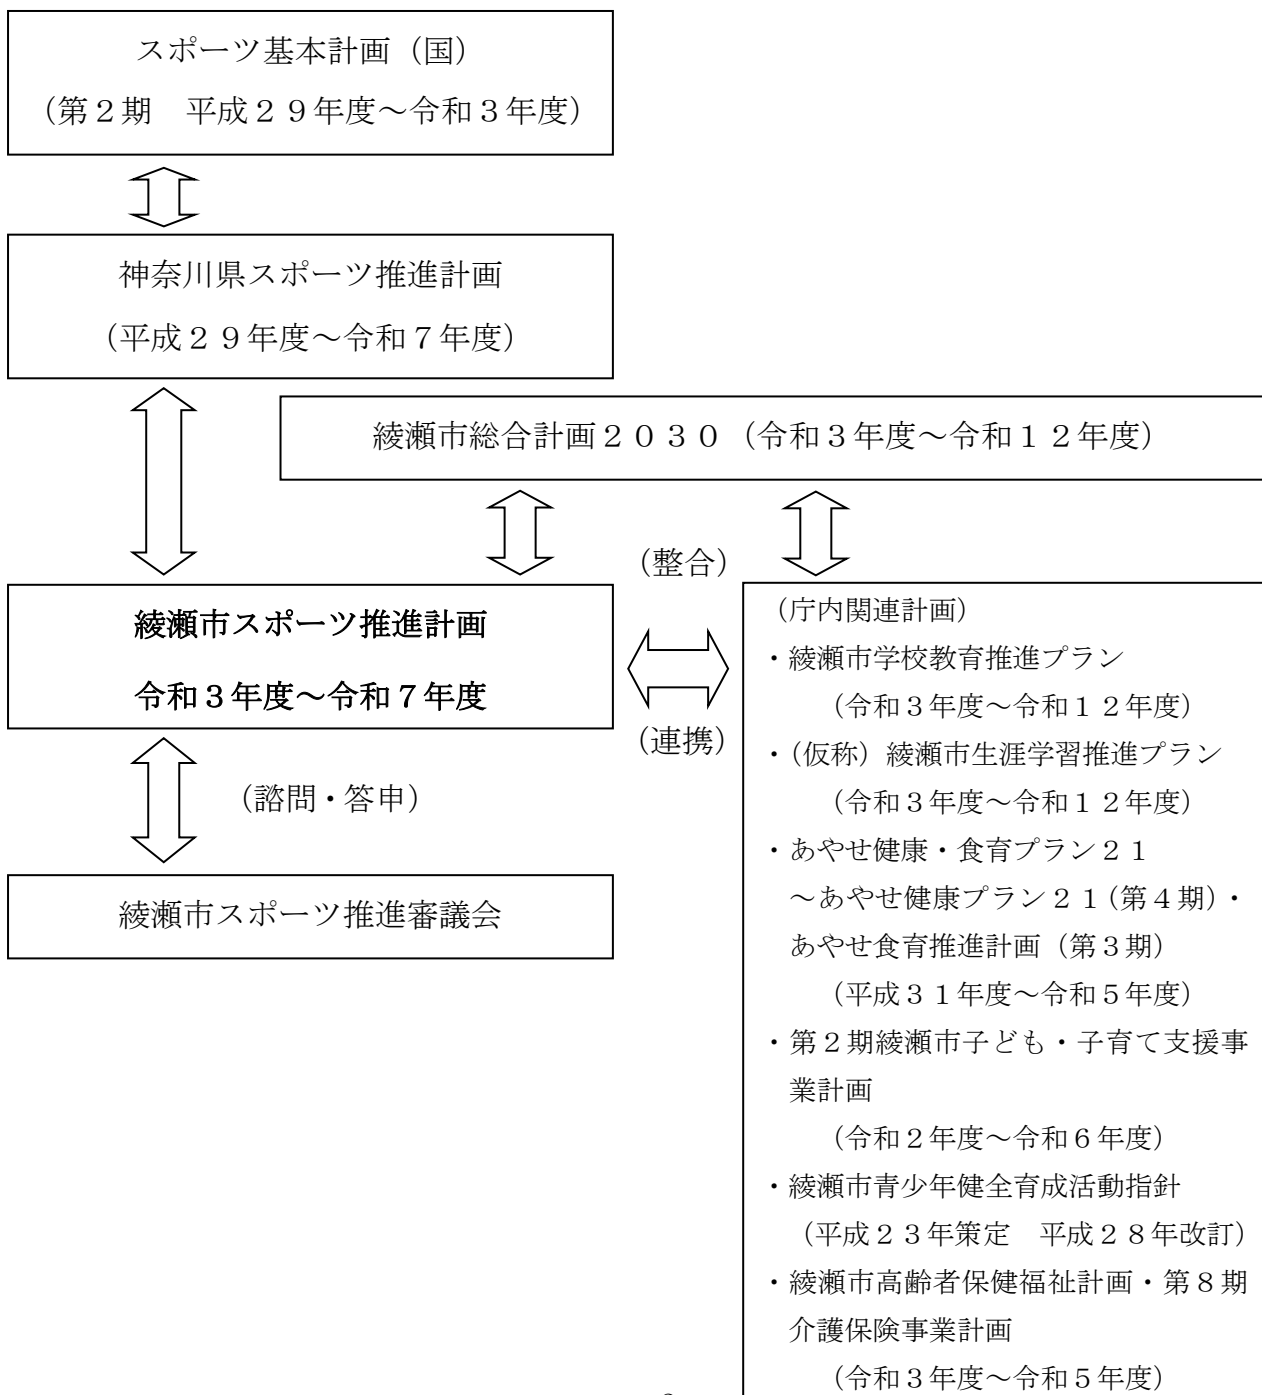 スポーツ基本計画（国）
（第２期　平成２９年度～令和３年度）
神奈川県スポーツ推進計画
（平成２９年度～令和７年度）
綾瀬市総合計画２０３０（令和３年度～令和１２年度）
（整合）
綾瀬市スポーツ推進計画
令和３年度～令和７年度
（連携）
（諮問・答申）
綾瀬市スポーツ推進審議会
（庁内関連計画）
・綾瀬市学校教育推進プラン
（令和３年度～令和１２年度）
・（仮称）綾瀬市生涯学習推進プラン
（令和３年度～令和１２年度）
・あやせ健康・食育プラン２１
～あやせ健康プラン２１（第４期）・
あやせ食育推進計画（第３期）
（平成３１年度～令和５年度）
・第２期綾瀬市子ども・子育て支援事
業計画
（令和２年度～令和６年度）
・綾瀬市青少年健全育成活動指針
（平成２３年策定　平成２８年改訂）
・綾瀬市高齢者保健福祉計画・第８期
介護保険事業計画
（令和３年度～令和５年度）